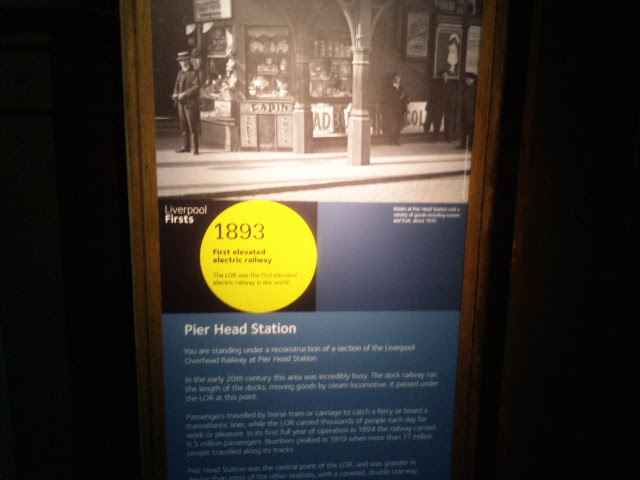 CABIN
Liverpool
Firsts
1893
First elevated
electric railway
The LOR was the first elevated
electric railway in the world
Kiosks at Pier Head Station sold a
variety of goods including sweets
and fruit, about 1910.
Pier Head Station
You are standing under a reconstruction of a section of the Liverpool
Overhead Railway at Pier Head Station.
In the early 20th century this area was incredibly busy. The dock railway ran
the length of the docks, moving goods by steam locomotive. It passed under
the LOR at this point.
Passengers travelled by horse tram or carriage to catch a ferry or board a
transatlantic liner, while the LOR carried thousands of people each day for
work or pleasure. In its first full year of operation in 1894 the railway carried
6.5 million passengers. Numbers peaked in 1919 when more than 17 million
people travelled along its tracks.
Pier Head Station was the central point of the LOR, and was grander in
design than most of the other stations, with a covered, double stairway